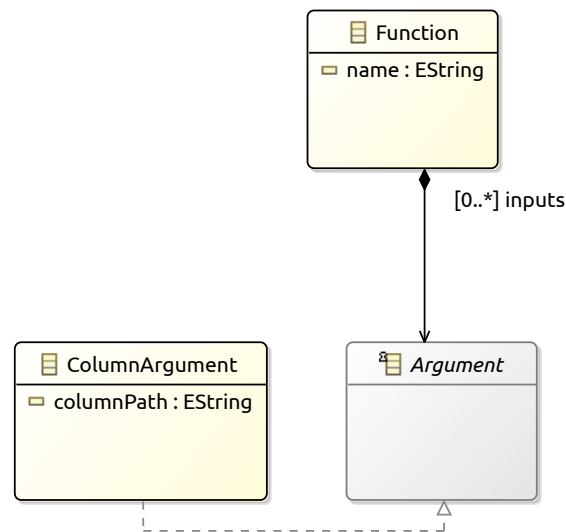 Function
name : EString
[0..*] inputs
ColumnArgument
columnPath : EString
Argument